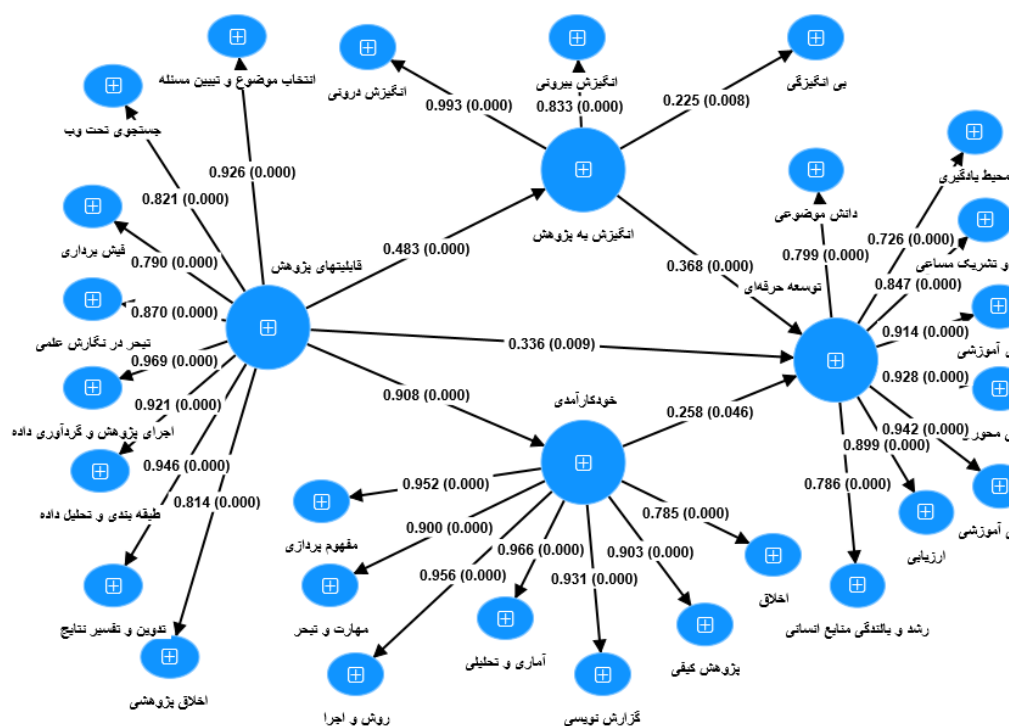 انتخاب موضوع و تبیین مسئله
انگیزش درونی
انگیزش بیرونی
بی انگیزگی
0.993 (0.000)
0.833 (0.000)
0.225 (0.008)
جستجوی تحت وب
0.926 (0.000)
محیط یادگیری
0.821 (0.000)
دانش موضوعی
فیش برداری
قابلیتهای پژوهش
انگیزش به پژوهش
0.483 (0.000)
0.726 (0.000)
0.799 (0.000)
و تشریک مساعی
0.790 (0.000)
0.368 (0.000)
توسعه حرفه‌ای
0.847 (0.000)
0.870 (0.000)
0.914 (0.000)
تبحر در نگارش علمی
0.336 (0.009)
ی آموزشی
0.969 (0.000)
0.928 (0.000)
0.908 (0.000)
خودکارآمدی
0.258 (0.046)
0.921 (0.000)
اجرای پژوهش و گردآوری داده
0.942 (0.000)
ی محور
0.899 (0.000)
0.946 (0.000)
0.786 (0.000)
0.814 (0.000)
0.952 (0.000)
0.785 (0.000)
طبقه بندی و تحلیل داده
ی آموزشی
0.900 (0.000)
مفهوم پردازی
0.966 (0.000)
0.903 (0.000)
ارزیابی
0.956 (0.000)
0.931 (0.000)
اخلاق
تدوین و تفسیر نتایج
مهارت و تبحر
رشد و بالندگی منابع انسانی
آماری و تحلیلی
پژوهش کیفی
اخلاق پژوهشی
روش و اجرا
گزارش نویسی